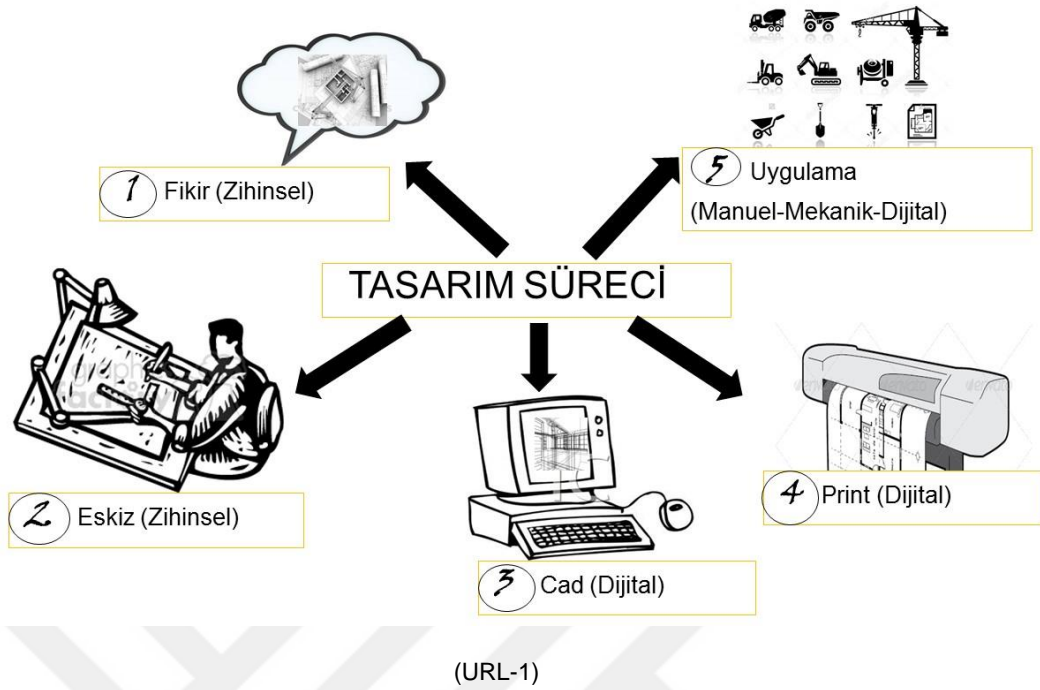 1 Fikir (Zihinsel)
5 Uygulama
(Manuel-Mekanik-Dijital)
TASARIM SÜRECİ
2 Eskiz (Zihinsel)
3 Cad (Dijital)
4 Print (Dijital)
(URL-1)